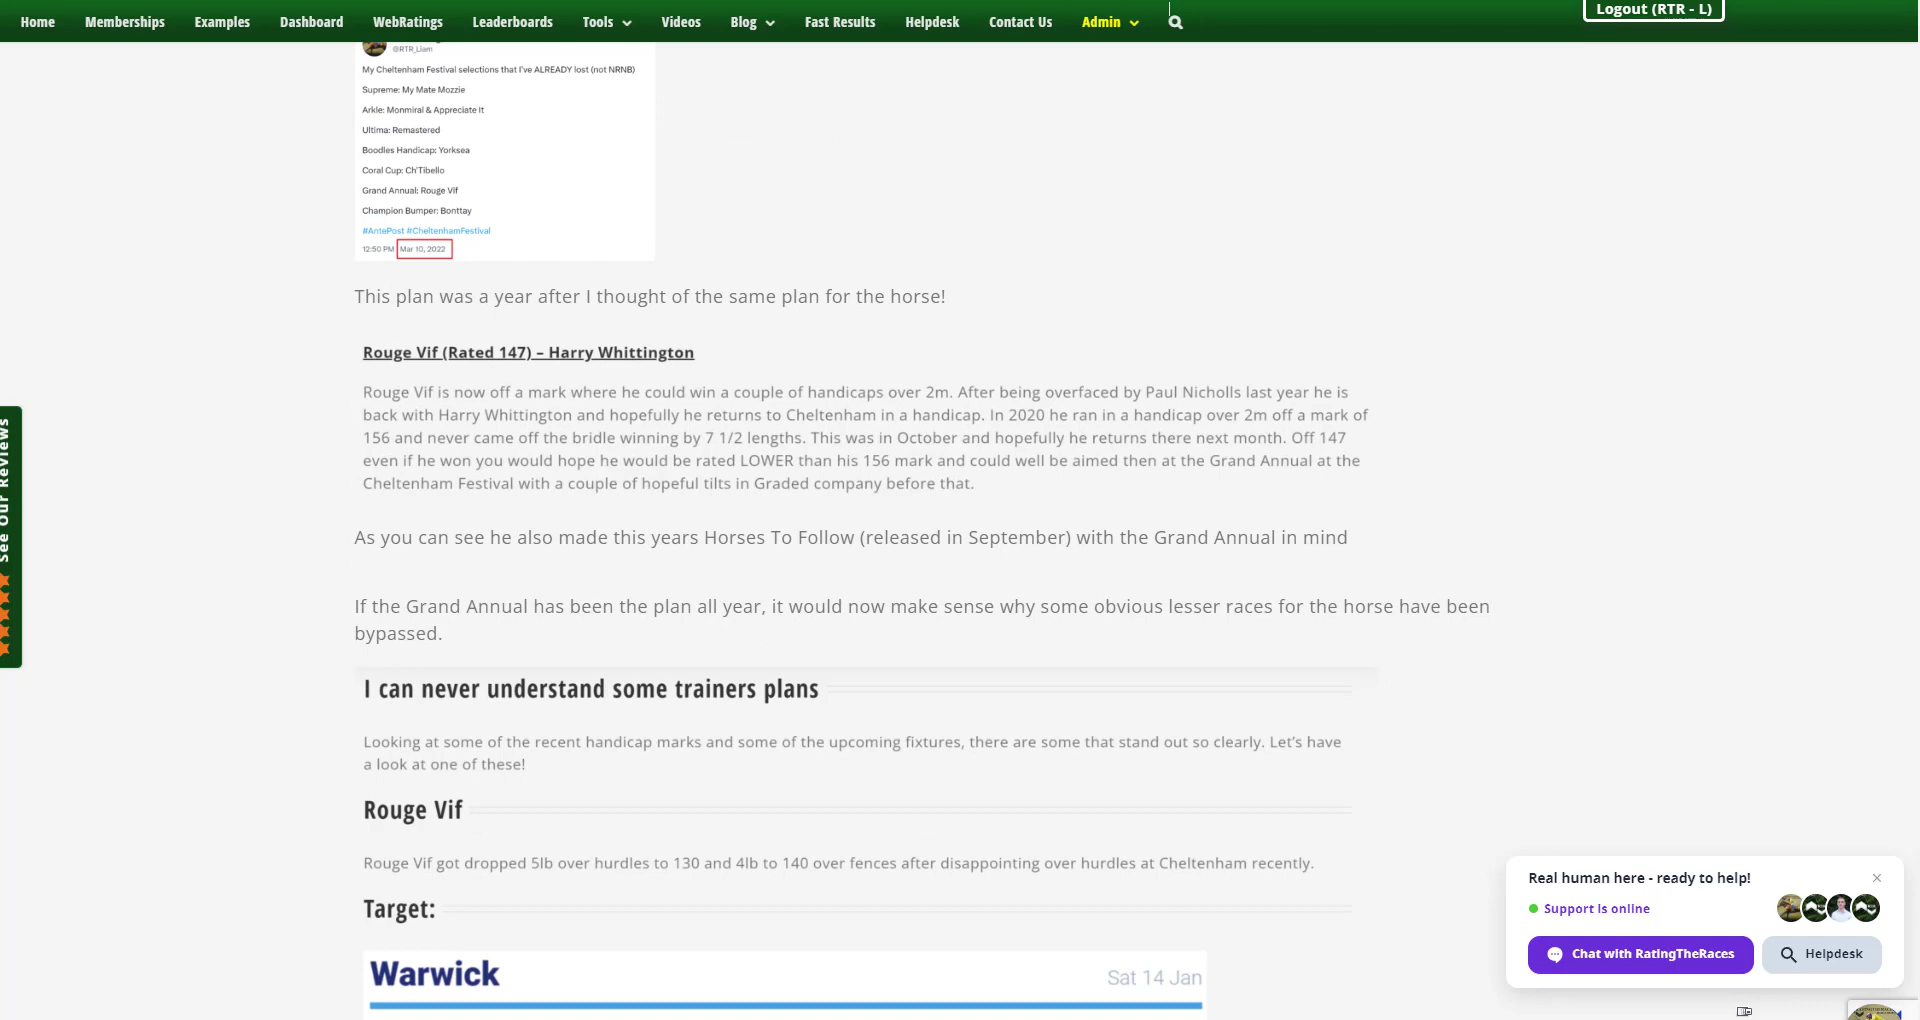 Home Memberships Examples Dashboard WebRatings Leaderboards Tools Videos Blog Fast Results Helpdesk Contact Us Admin Logout (RTR - L)
@RTR_Liam
My Cheltenham Festival selections that I've ALREADY lost (not NRNB)
Supreme: My Mate Mozzie
Arkle: Monmiral & Appreciate It
Ultima: Remastered
Boodles Handicap: Yorksea
Coral Cup: Ch'Tibello
Grand Annual: Rouge Vif
Champion Bumper: Bonttay
#AntePost #CheltenhamFestival
12:50 PM Mar 10, 2022
This plan was a year after I thought of the same plan for the horse!
Rouge Vif (Rated 147) – Harry Whittington
Rouge Vif is now off a mark where he could win a couple of handicaps over 2m. After being overfaced by Paul Nicholls last year he is
back with Harry Whittington and hopefully he returns to Cheltenham in a handicap. In 2020 he ran in a handicap over 2m off a mark of
156 and never came off the bridle winning by 7 1/2 lengths. This was in October and hopefully he returns there next month. Off 147
even if he won you would hope he would be rated LOWER than his 156 mark and could well be aimed then at the Grand Annual at the
Cheltenham Festival with a couple of hopeful tilts in Graded company before that.
As you can see he also made this years Horses To Follow (released in September) with the Grand Annual in mind
If the Grand Annual has been the plan all year, it would now make sense why some obvious lesser races for the horse have been
bypassed.
I can never understand some trainers plans
Looking at some of the recent handicap marks and some of the upcoming fixtures, there are some that stand out so clearly. Let's have
a look at one of these!
Rouge Vif
Rouge Vif got dropped 5lb over hurdles to 130 and 4lb to 140 over fences after disappointing over hurdles at Cheltenham recently.
Target:
Warwick Sat 14 Jan
See Our Reviews
Real human here - ready to help!
Support is online
Chat with RatingTheRaces Helpdesk